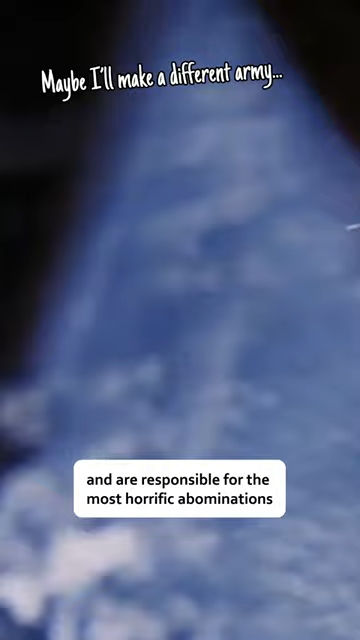 Maybe I'll make a different army...
and are responsible for the
most horrific abominations